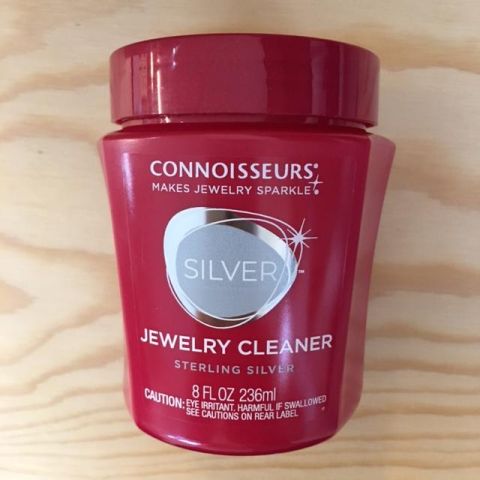 CONNOISSEURS
MAKES JEWELRY SPARKLE
SILVER™
JEWELRY CLEANER
STERLING SILVER
8 FL OZ 236ml
CAUTION: EYE IRRITANT. HARMFUL IF SWALLOWED
SEE CAUTIONS ON REAR LABEL